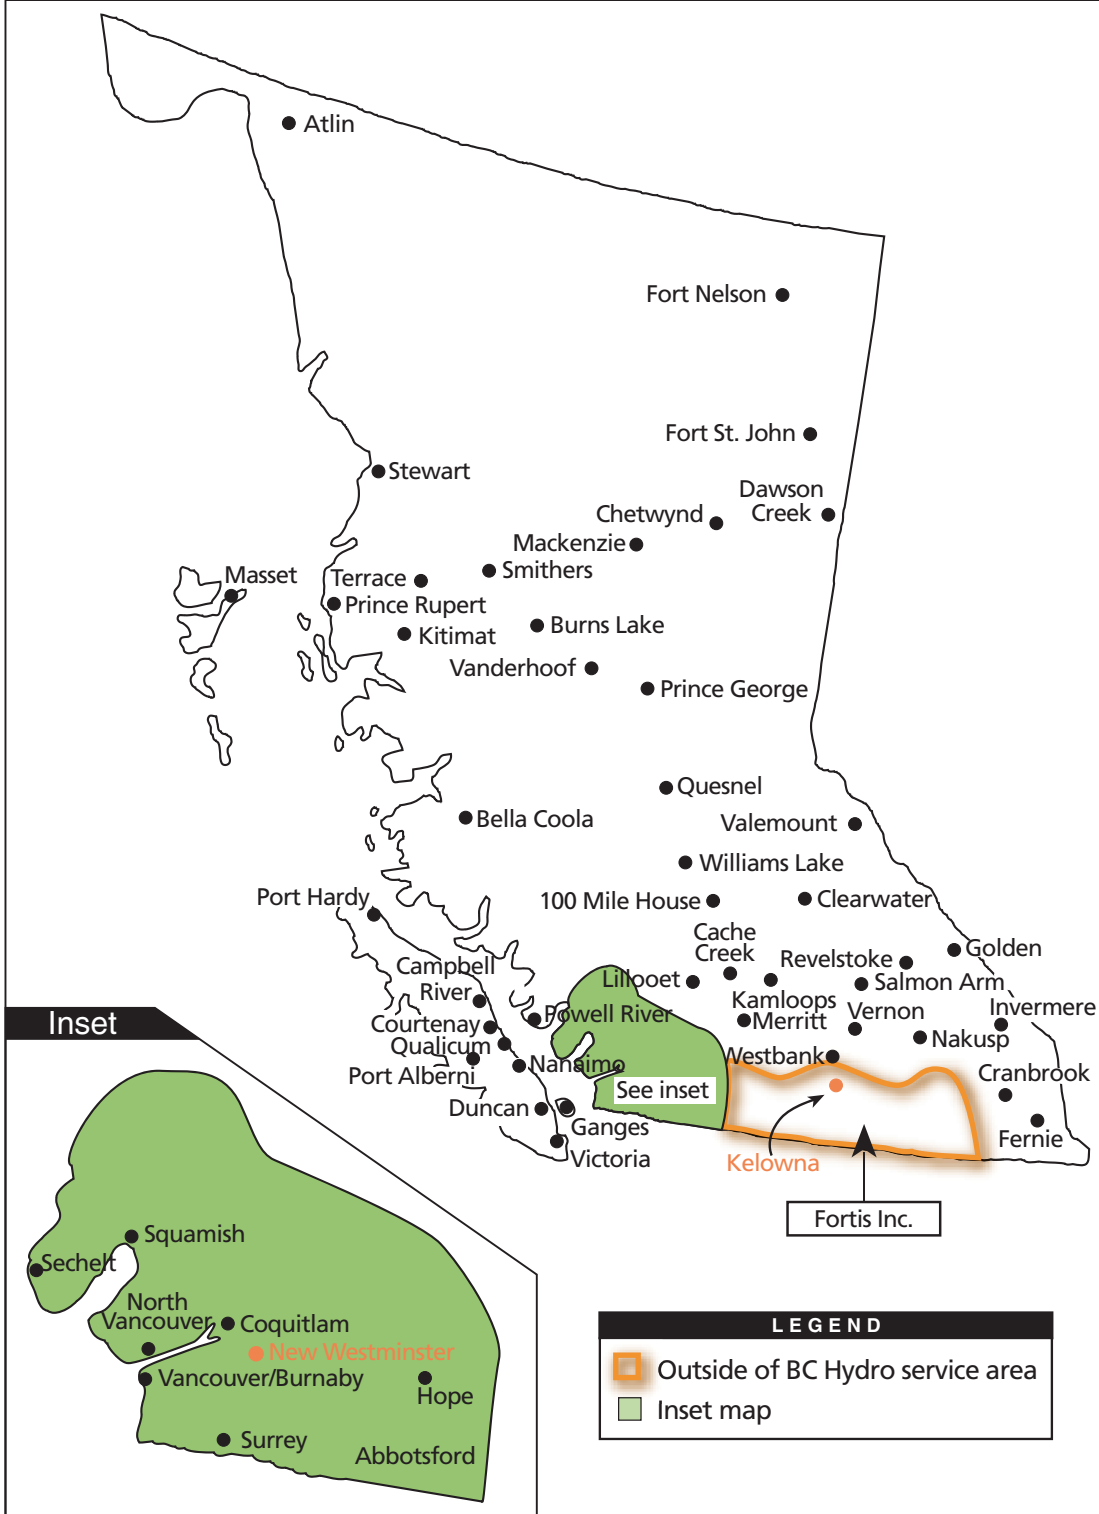 Atlin
Fort Nelson
Fort St. John
Stewart
Dawson
Creek
Chetwynd
Mackenzie
Smithers
Masset
Terrace
Prince Rupert
Burns Lake
Kitimat
Vanderhoof
Prince George
Quesnel
Bella Coola
Valemount
Williams Lake
Port Hardy
100 Mile House
Clearwater
Cache
Creek
Golden
Revelstoke
Campbell
River
Lillooet
Salmon Arm
Kamloops
Invermere
Powell River
Merritt
Vernon
Courtenay
Nakusp
Qualicum
Westbank
Nanaimo
Port Alberni
Cranbrook
See inset
Duncan
Ganges
Fernie
Victoria
Kelowna
Fortis Inc.
Inset
Squamish
Sechelt
North
Vancouver
Coquitlam
New Westminster
Vancouver/Burnaby
Hope
Surrey
Abbotsford
LEGEND
Outside of BC Hydro service area
Inset map